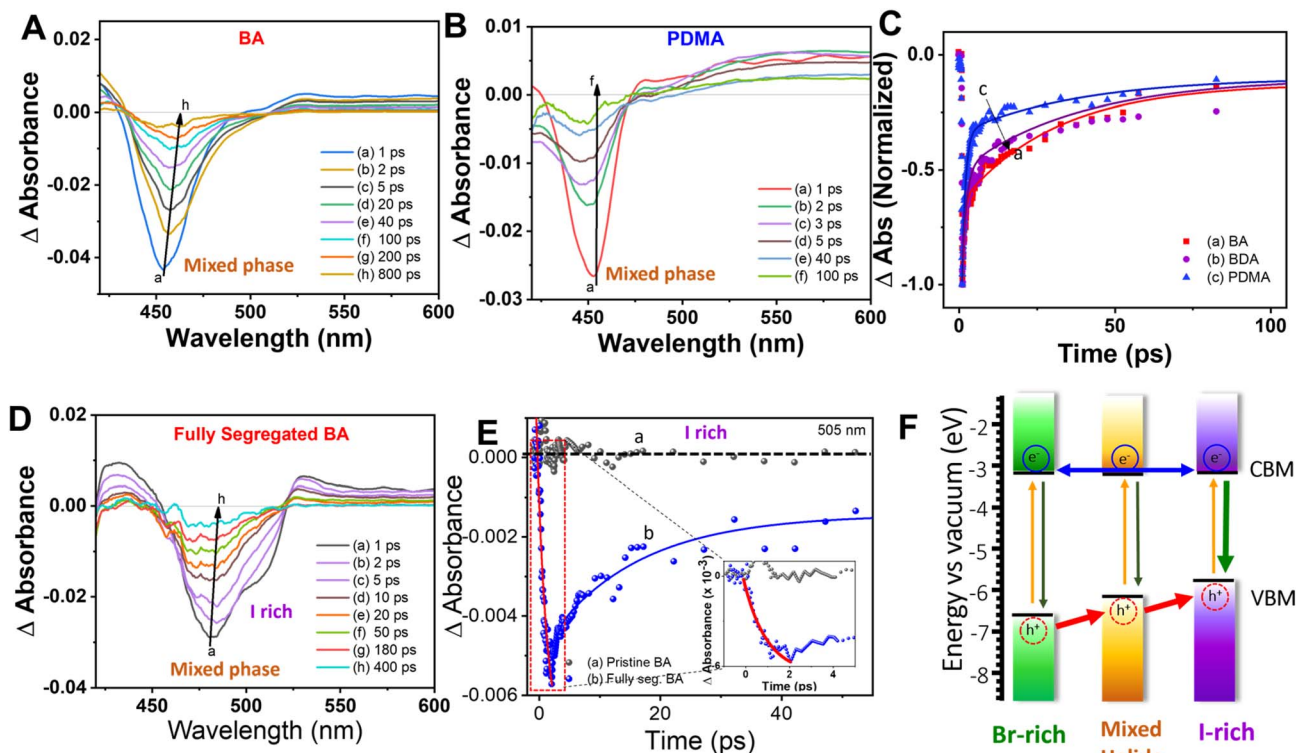 A
BA
0.02
0.00
-0.02
-0.04
Δ Absorbance
h
a
Mixed phase
(a) 1 ps
(b) 2 ps
(c) 5 ps
(d) 20 ps
(e) 40 ps
(f) 100 ps
(g) 200 ps
(h) 800 ps
450 500 550 600
Wavelength (nm)
B
PDMA
0.01
0.00
-0.01
-0.02
-0.03
Δ Absorbance
f
a
Mixed phase
(a) 1 ps
(b) 2 ps
(c) 3 ps
(d) 5 ps
(e) 40 ps
(f) 100 ps
450 500 550 600
Wavelength (nm)
C
0.0
-0.5
-1.0
Δ Abs (Normalized)
c
a
(a) BA
(b) BDA
(c) PDMA
0 50 100
Time (ps)
D
Fully Segregated BA
0.02
0.00
-0.02
-0.04
Δ Absorbance
h
a
I rich
Mixed phase
(a) 1 ps
(b) 2 ps
(c) 5 ps
(d) 10 ps
(e) 20 ps
(f) 50 ps
(g) 180 ps
(h) 400 ps
450 500 550 600
Wavelength (nm)
E
a
I rich
505 nm
0.000
-0.002
-0.004
-0.006
Δ Absorbance
b
(a) Pristine BA
(b) Fully seg. BA
Δ Absorbance (x 10⁻³)
0
-6
0 2 4
Time (ps)
0 20 40
Time (ps)
F
Energy vs vacuum (eV)
-2
-3
-4
-5
-6
-7
-8
e⁻ e⁻ e⁻
CBM
VBM
h⁺ h⁺ h⁺
Br-rich
Mixed
I-rich